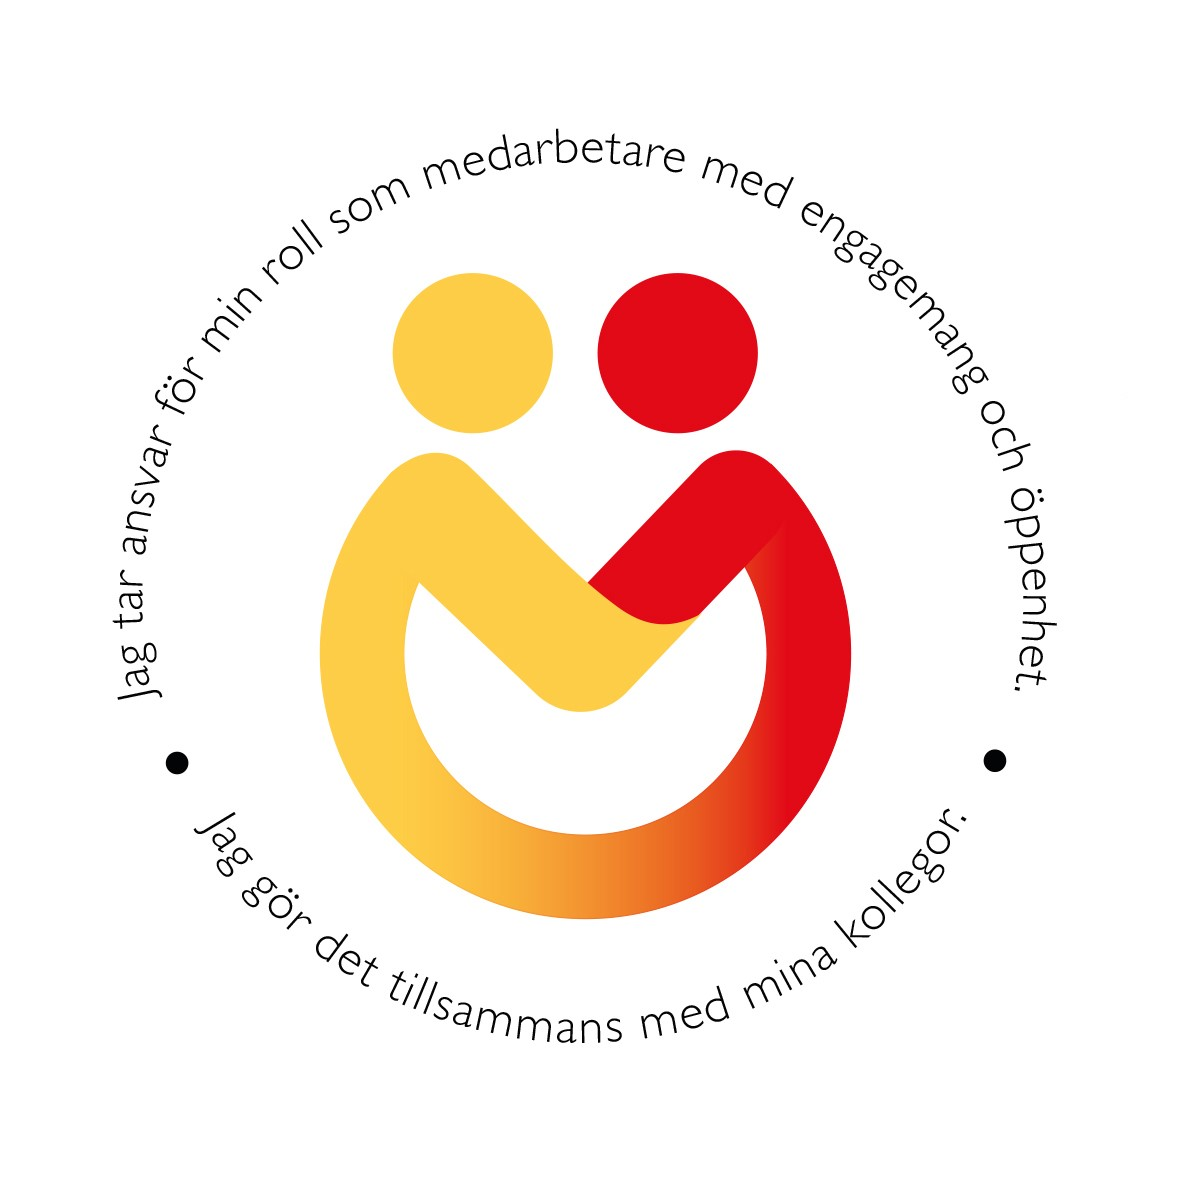 Jag tar ansvar för min roll som medarbetare med engagemang och öppenhet.
Jag gör det tillsammans med mina kollegor.